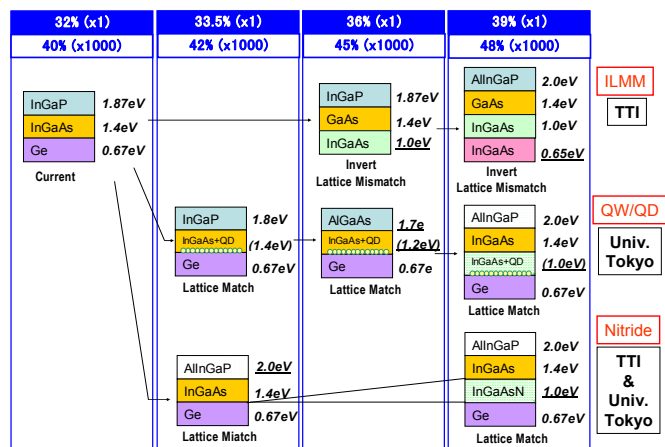 32% (x1)
33.5% (x1)
36% (x1)
39% (x1)
40% (x1000)
42% (x1000)
45% (x1000)
48% (x1000)
InGaP 1.87eV
InGaAs 1.4eV
Ge 0.67eV
Current
InGaP 1.87eV
GaAs 1.4eV
InGaAs 1.0eV
Invert
Lattice Mismatch
AlInGaP 2.0eV
GaAs 1.4eV
InGaAs 1.0eV
InGaAs 0.65eV
Invert
Lattice Mismatch
ILMM
TTI
InGaP 1.8eV
InGaAs+QD (1.4eV)
Ge 0.67eV
Lattice Match
AlGaAs 1.7e
InGaAs+QD (1.2eV)
Ge 0.67e
Lattice Match
AlInGaP 2.0eV
InGaAs 1.4eV
InGaAs+QD (1.0eV)
Ge 0.67eV
Lattice Match
QW/QD
Univ.
Tokyo
AlInGaP 2.0eV
InGaAs 1.4eV
Ge 0.67eV
Lattice Miatch
AlInGaP 2.0eV
InGaAs 1.4eV
InGaAsN 1.0eV
Ge 0.67eV
Lattice Match
Nitride
TTI
&
Univ.
Tokyo